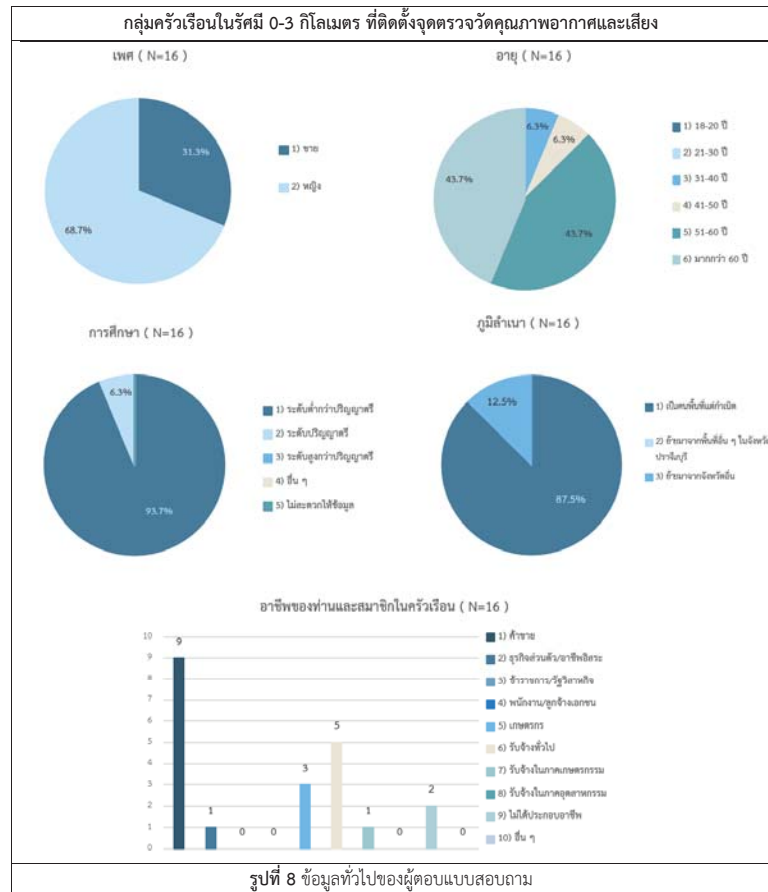 กลุ่มครัวเรือนในรัศมี 0-3 กิโลเมตร ที่ติดตั้งจุดตรวจวัดคุณภาพอากาศและเสียง
เพศ ( N=16 )
31.3%
68.7%
1) ชาย
2) หญิง
อายุ ( N=16 )
6.3%
6.3%
43.7%
43.7%
1) 18-20 ปี
2) 21-30 ปี
3) 31-40 ปี
4) 41-50 ปี
5) 51-60 ปี
6) มากกว่า 60 ปี
การศึกษา ( N=16 )
6.3%
93.7%
1) ระดับต่ำกว่าปริญญาตรี
2) ระดับปริญญาตรี
3) ระดับสูงกว่าปริญญาตรี
4) อื่น ๆ
5) ไม่สะดวกให้ข้อมูล
ภูมิลำเนา ( N=16 )
12.5%
87.5%
1) เป็นคนพื้นที่แต่กำเนิด
2) ย้ายมาจากพื้นที่อื่น ๆ ในจังหวัด
ปราจีนบุรี
3) ย้ายมาจากจังหวัดอื่น
อาชีพของท่านและสมาชิกในครัวเรือน ( N=16 )
10
9
8
7
6
5
4
3
2
1
0
9
1
0
0
3
5
1
0
2
0
1) ค้าขาย
2) ธุรกิจส่วนตัว/อาชีพอิสระ
3) ข้าราชการ/รัฐวิสาหกิจ
4) พนักงาน/ลูกจ้างเอกชน
5) เกษตรกร
6) รับจ้างทั่วไป
7) รับจ้างในภาคเกษตรกรรม
8) รับจ้างในภาคอุตสาหกรรม
9) ไม่ได้ประกอบอาชีพ
10) อื่น ๆ
รูปที่ 8 ข้อมูลทั่วไปของผู้ตอบแบบสอบถาม